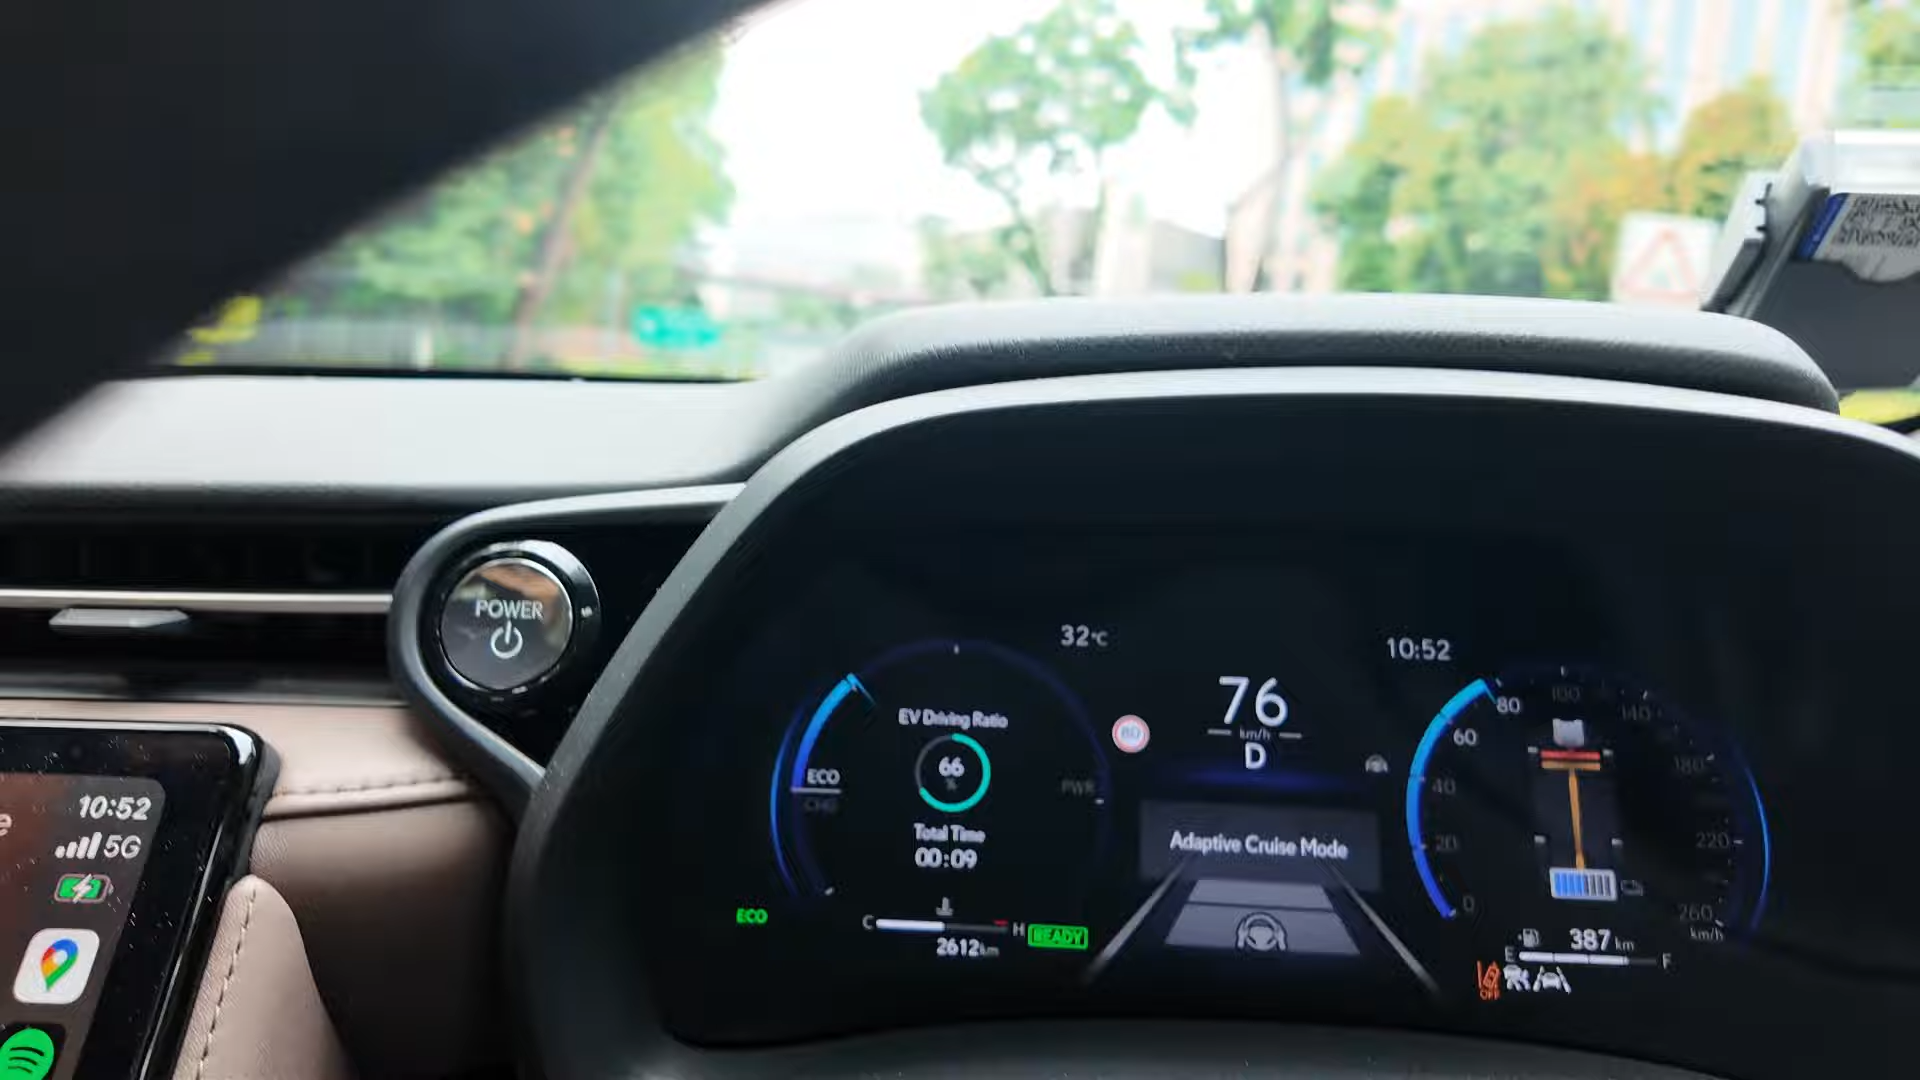 POWER
10:52
5G
32°C
10:52
EV Driving Ratio
66
%
Total Time
00:09
ECO
CHG
PWR
ECO
C
H
READY
2612km
80
76
km/h
D
Adaptive Cruise Mode
0
20
40
60
80
100
140
180
220
260
km/h
387 km
E
F
OFF